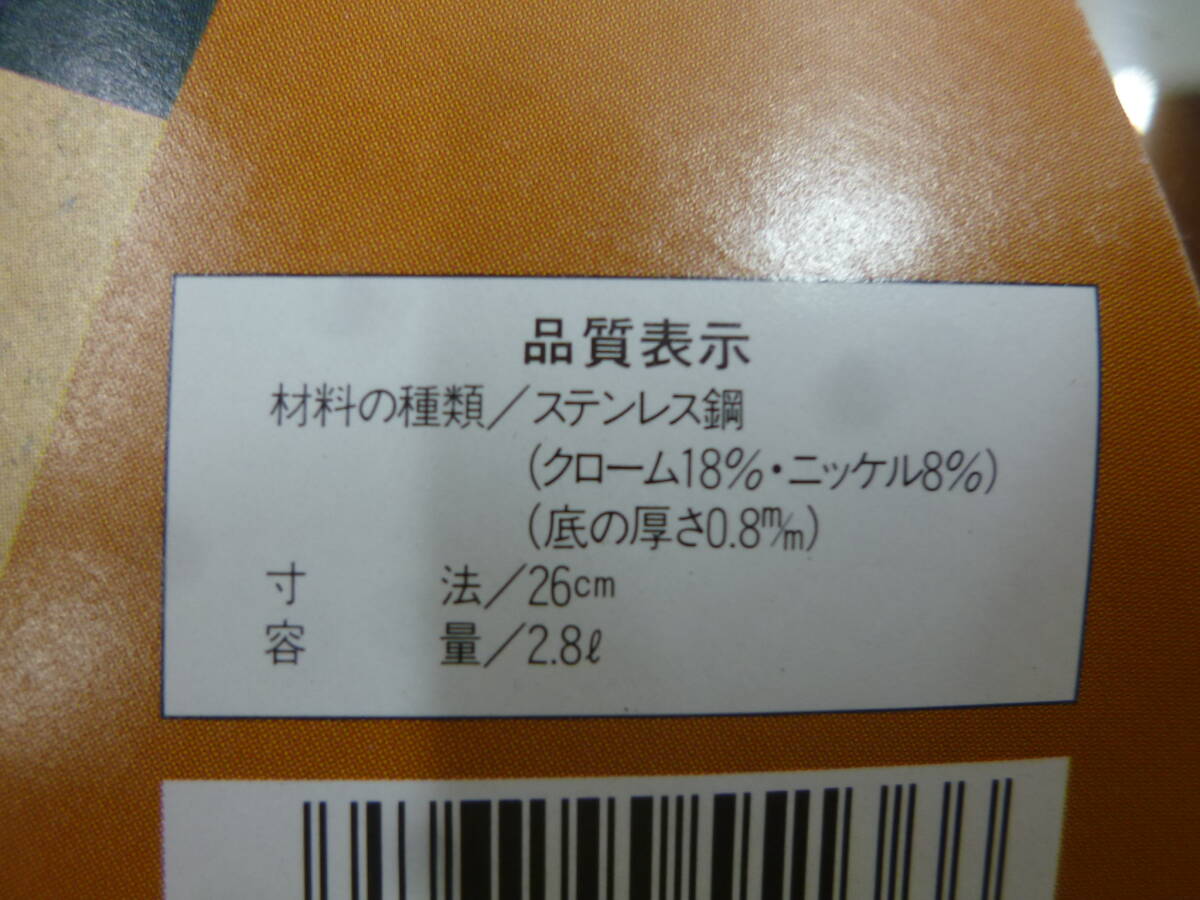 品質表示
材料の種類／ステンレス鋼
(クローム18%・ニッケル8%)
(底の厚さ0.8m/m)
寸　　　法／26cm
容　　　量／2.8ℓ